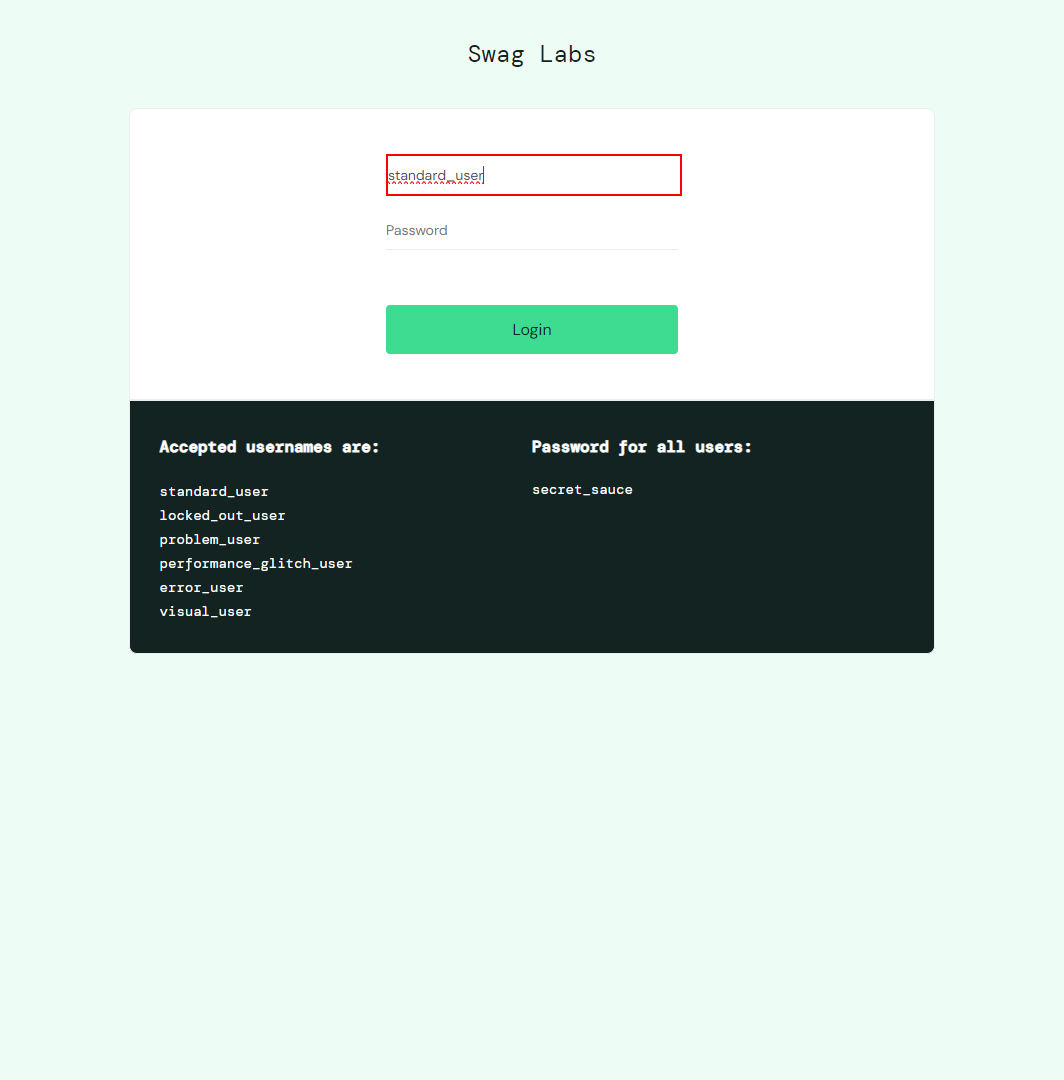 Swag Labs
standard_user
Password
Login
Accepted usernames are:
standard_user
locked_out_user
problem_user
performance_glitch_user
error_user
visual_user
Password for all users:
secret_sauce